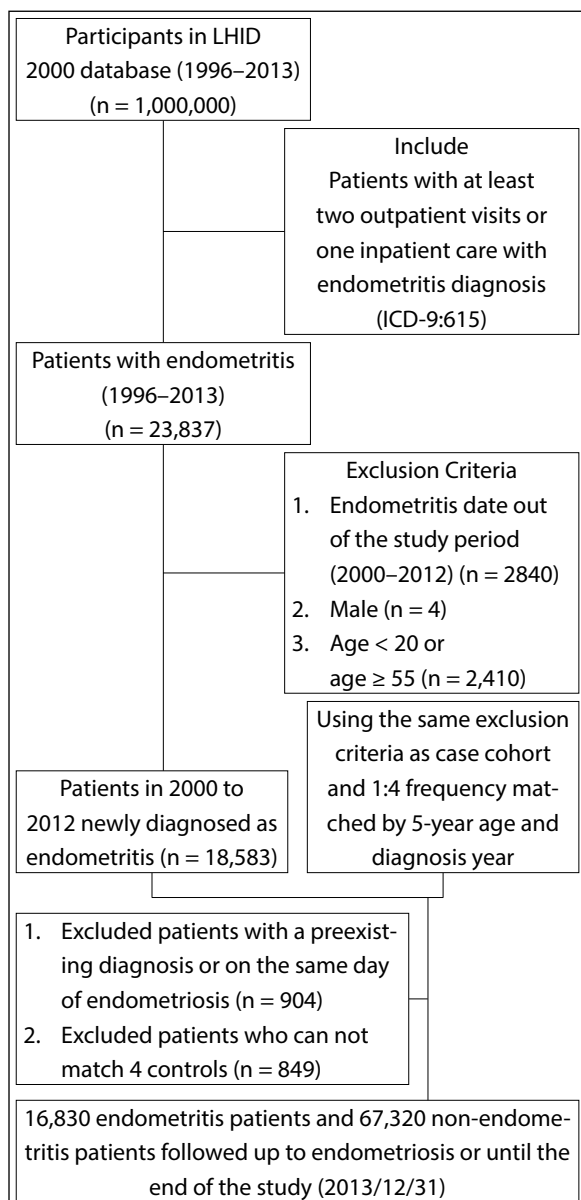 Participants in LHID
2000 database (1996–2013)
(n = 1,000,000)
Include
Patients with at least
two outpatient visits or
one inpatient care with
endometritis diagnosis
(ICD-9:615)
Patients with endometritis
(1996–2013)
(n = 23,837)
Exclusion Criteria
1. Endometritis date out
of the study period
(2000–2012) (n = 2840)
2. Male (n = 4)
3. Age < 20 or
age ≥ 55 (n = 2,410)
Patients in 2000 to
2012 newly diagnosed as
endometritis (n = 18,583)
Using the same exclusion
criteria as case cohort
and 1:4 frequency mat-
ched by 5-year age and
diagnosis year
1. Excluded patients with a preexist-
ing diagnosis or on the same day
of endometriosis (n = 904)
2. Excluded patients who can not
match 4 controls (n = 849)
16,830 endometritis patients and 67,320 non-endome-
tritis patients followed up to endometriosis or until the
end of the study (2013/12/31)